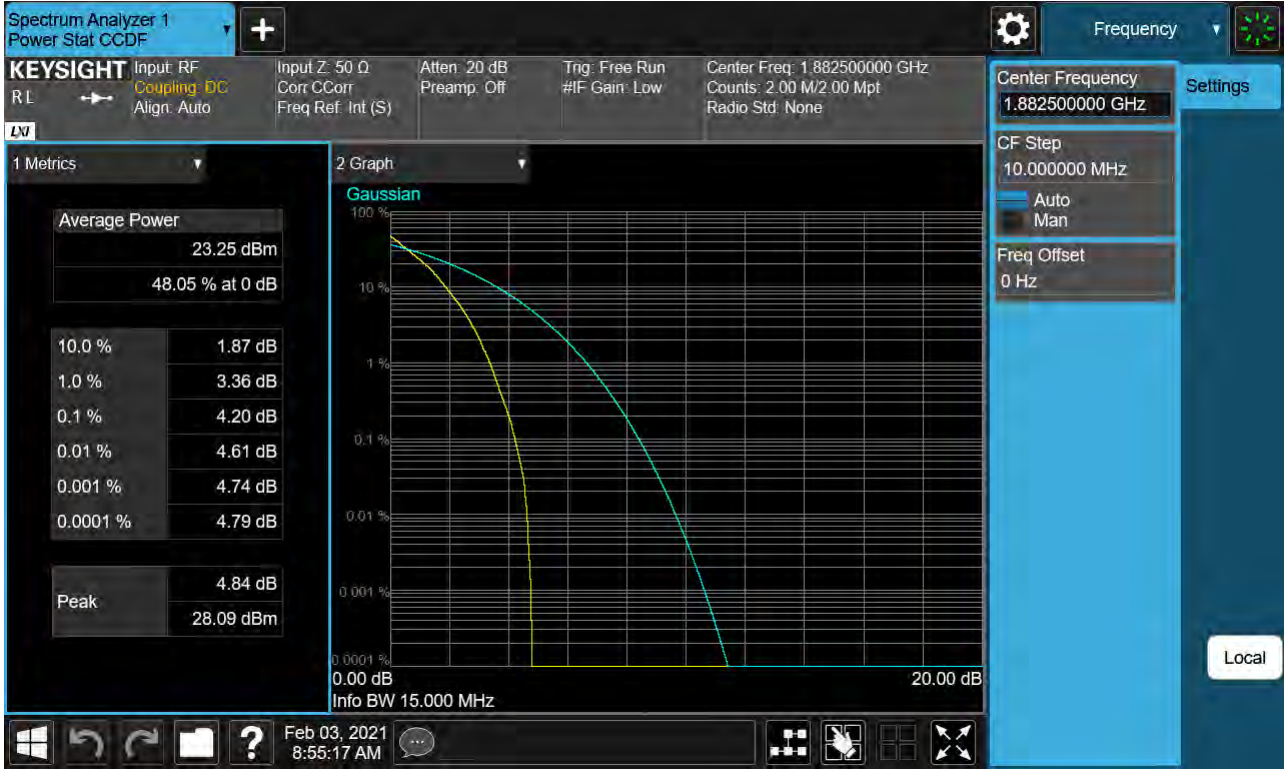 Spectrum Analyzer 1
Power Stat CCDF
Frequency
KEYSIGHT
R L
LXI
Input: RF
Coupling: DC
Align: Auto
Input Z: 50 Ω
Corr CCorr
Freq Ref: Int (S)
Atten: 20 dB
Preamp: Off
Trig: Free Run
#IF Gain: Low
Center Freq: 1.882500000 GHz
Counts: 2.00 M/2.00 Mpt
Radio Std: None
Center Frequency
1.882500000 GHz
Settings
CF Step
10.000000 MHz
Auto
Man
Freq Offset
0 Hz
1 Metrics
Average Power
23.25 dBm
48.05 % at 0 dB
10.0 % 1.87 dB
1.0 % 3.36 dB
0.1 % 4.20 dB
0.01 % 4.61 dB
0.001 % 4.74 dB
0.0001 % 4.79 dB
Peak
4.84 dB
28.09 dBm
2 Graph
Gaussian
100 %
10 %
1 %
0.1 %
0.01 %
0.001 %
0.0001 %
0.00 dB
20.00 dB
Info BW 15.000 MHz
Local
?
Feb 03, 2021
8:55:17 AM